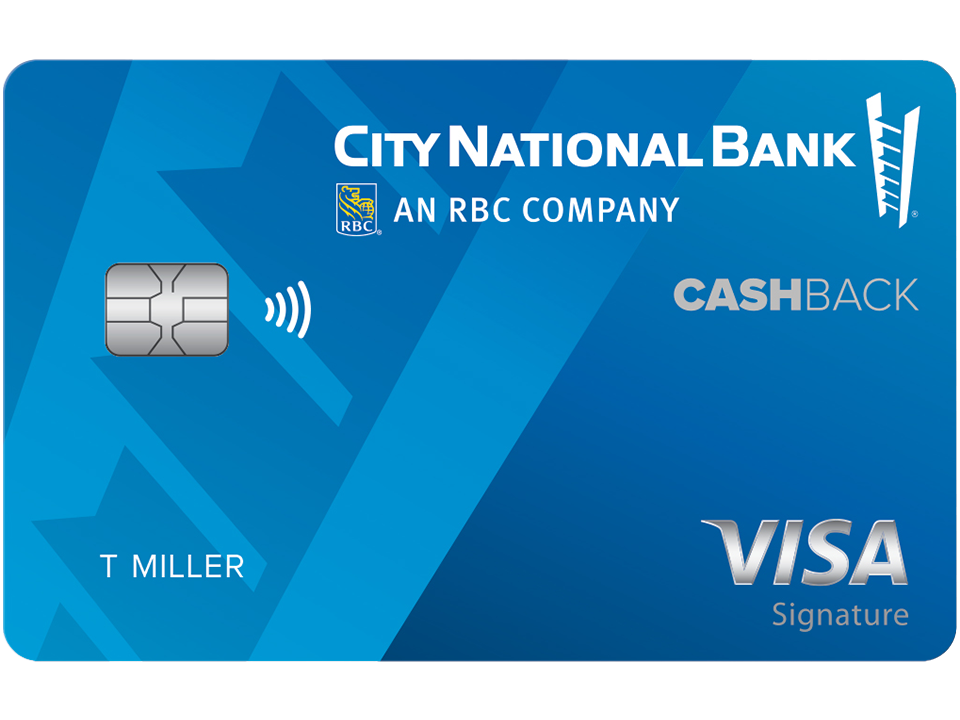 CITY NATIONAL BANK
®
RBC
®
AN RBC COMPANY
CASHBACK
T MILLER
VISA
Signature